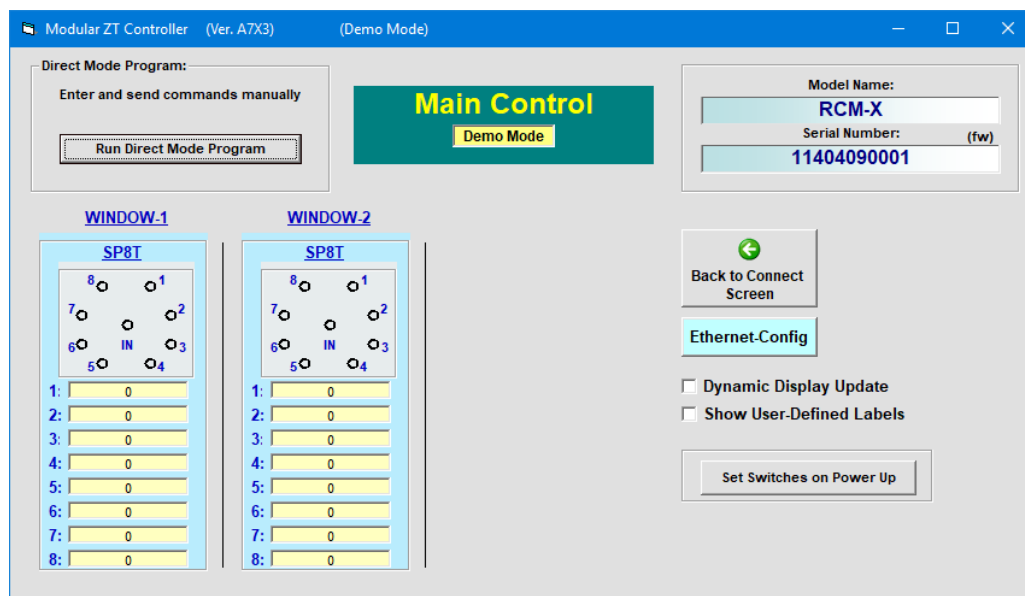 Modular ZT Controller (Ver. A7X3) (Demo Mode)
Direct Mode Program:
Enter and send commands manually
Run Direct Mode Program
Main Control
Demo Mode
Model Name:
RCM-X
Serial Number: (fw)
11404090001
WINDOW-1
SP8T
8 1
7 2
6 IN 3
5 4
1: 0
2: 0
3: 0
4: 0
5: 0
6: 0
7: 0
8: 0
WINDOW-2
SP8T
8 1
7 2
6 IN 3
5 4
1: 0
2: 0
3: 0
4: 0
5: 0
6: 0
7: 0
8: 0
Back to Connect
Screen
Ethernet-Config
Dynamic Display Update
Show User-Defined Labels
Set Switches on Power Up